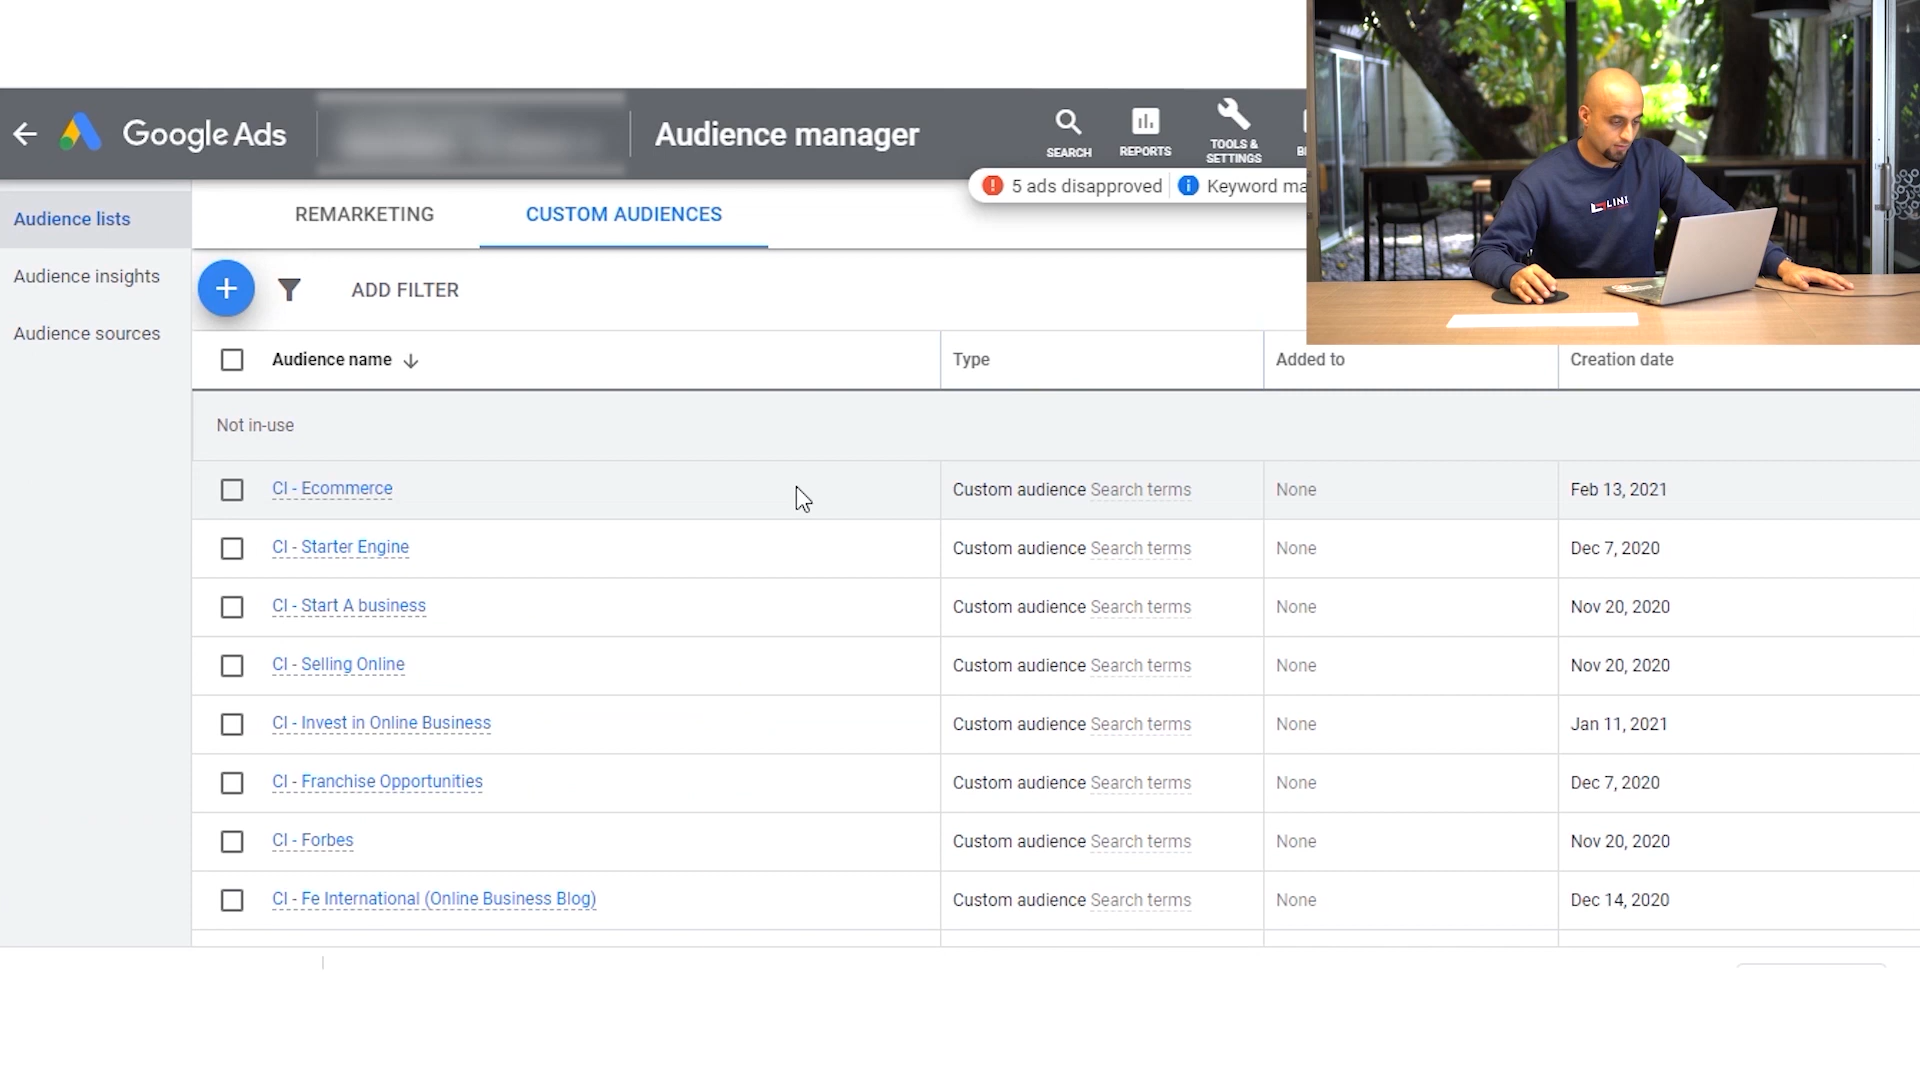 Google Ads
Audience manager
SEARCH
REPORTS
TOOLS &
SETTINGS
5 ads disapproved
Keyword ma
Audience lists
Audience insights
Audience sources
REMARKETING
CUSTOM AUDIENCES
ADD FILTER
Audience name
Type
Added to
Creation date
Not in-use
CI - Ecommerce
Custom audience Search terms
None
Feb 13, 2021
CI - Starter Engine
Custom audience Search terms
None
Dec 7, 2020
CI - Start A business
Custom audience Search terms
None
Nov 20, 2020
CI - Selling Online
Custom audience Search terms
None
Nov 20, 2020
CI - Invest in Online Business
Custom audience Search terms
None
Jan 11, 2021
CI - Franchise Opportunities
Custom audience Search terms
None
Dec 7, 2020
CI - Forbes
Custom audience Search terms
None
Nov 20, 2020
CI - Fe International (Online Business Blog)
Custom audience Search terms
None
Dec 14, 2020